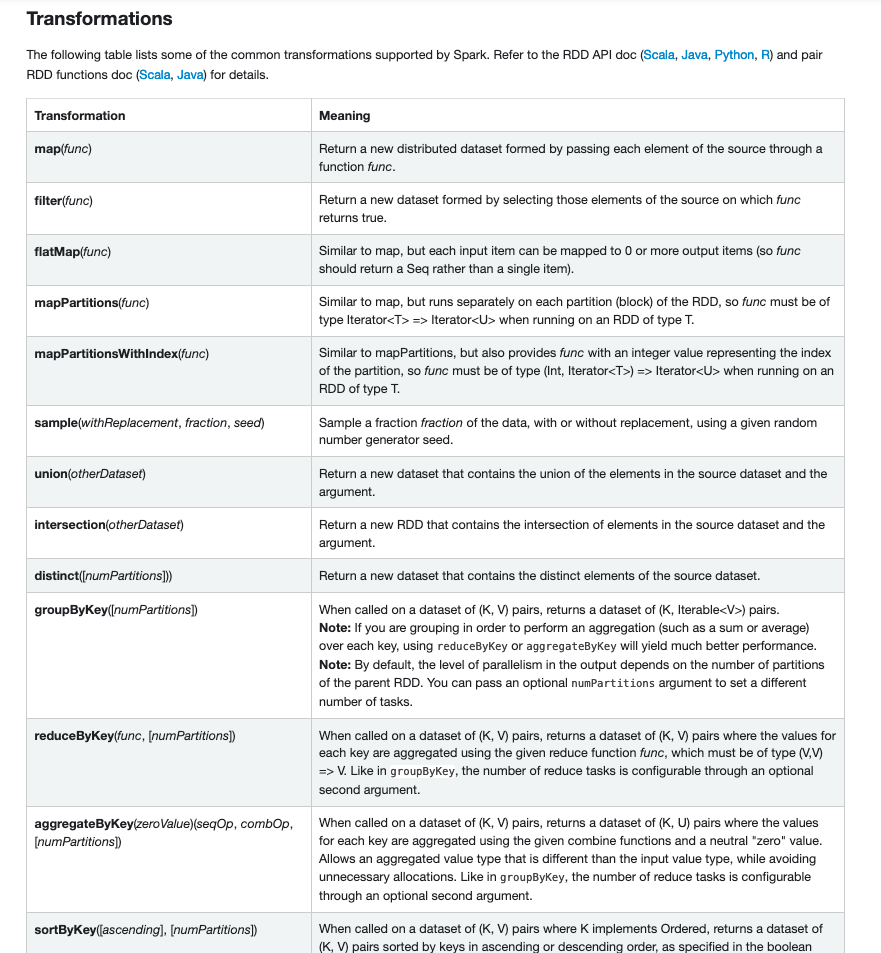 Transformations
The following table lists some of the common transformations supported by Spark. Refer to the RDD API doc (Scala, Java, Python, R) and pair
RDD functions doc (Scala, Java) for details.
Transformation Meaning
map(func) Return a new distributed dataset formed by passing each element of the source through a
function func.
filter(func) Return a new dataset formed by selecting those elements of the source on which func
returns true.
flatMap(func) Similar to map, but each input item can be mapped to 0 or more output items (so func
should return a Seq rather than a single item).
mapPartitions(func) Similar to map, but runs separately on each partition (block) of the RDD, so func must be of
type Iterator<T> => Iterator<U> when running on an RDD of type T.
mapPartitionsWithIndex(func) Similar to mapPartitions, but also provides func with an integer value representing the index
of the partition, so func must be of type (Int, Iterator<T>) => Iterator<U> when running on an
RDD of type T.
sample(withReplacement, fraction, seed) Sample a fraction fraction of the data, with or without replacement, using a given random
number generator seed.
union(otherDataset) Return a new dataset that contains the union of the elements in the source dataset and the
argument.
intersection(otherDataset) Return a new RDD that contains the intersection of elements in the source dataset and the
argument.
distinct([numPartitions])) Return a new dataset that contains the distinct elements of the source dataset.
groupByKey([numPartitions]) When called on a dataset of (K, V) pairs, returns a dataset of (K, Iterable<V>) pairs.
Note: If you are grouping in order to perform an aggregation (such as a sum or average)
over each key, using reduceByKey or aggregateByKey will yield much better performance.
Note: By default, the level of parallelism in the output depends on the number of partitions
of the parent RDD. You can pass an optional numPartitions argument to set a different
number of tasks.
reduceByKey(func, [numPartitions]) When called on a dataset of (K, V) pairs, returns a dataset of (K, V) pairs where the values for
each key are aggregated using the given reduce function func, which must be of type (V,V)
=> V. Like in groupByKey, the number of reduce tasks is configurable through an optional
second argument.
aggregateByKey(zeroValue)(seqOp, combOp, When called on a dataset of (K, V) pairs, returns a dataset of (K, U) pairs where the values
[numPartitions]) for each key are aggregated using the given combine functions and a neutral "zero" value.
Allows an aggregated value type that is different than the input value type, while avoiding
unnecessary allocations. Like in groupByKey, the number of reduce tasks is configurable
through an optional second argument.
sortByKey([ascending], [numPartitions]) When called on a dataset of (K, V) pairs where K implements Ordered, returns a dataset of
(K, V) pairs sorted by keys in ascending or descending order, as specified in the boolean